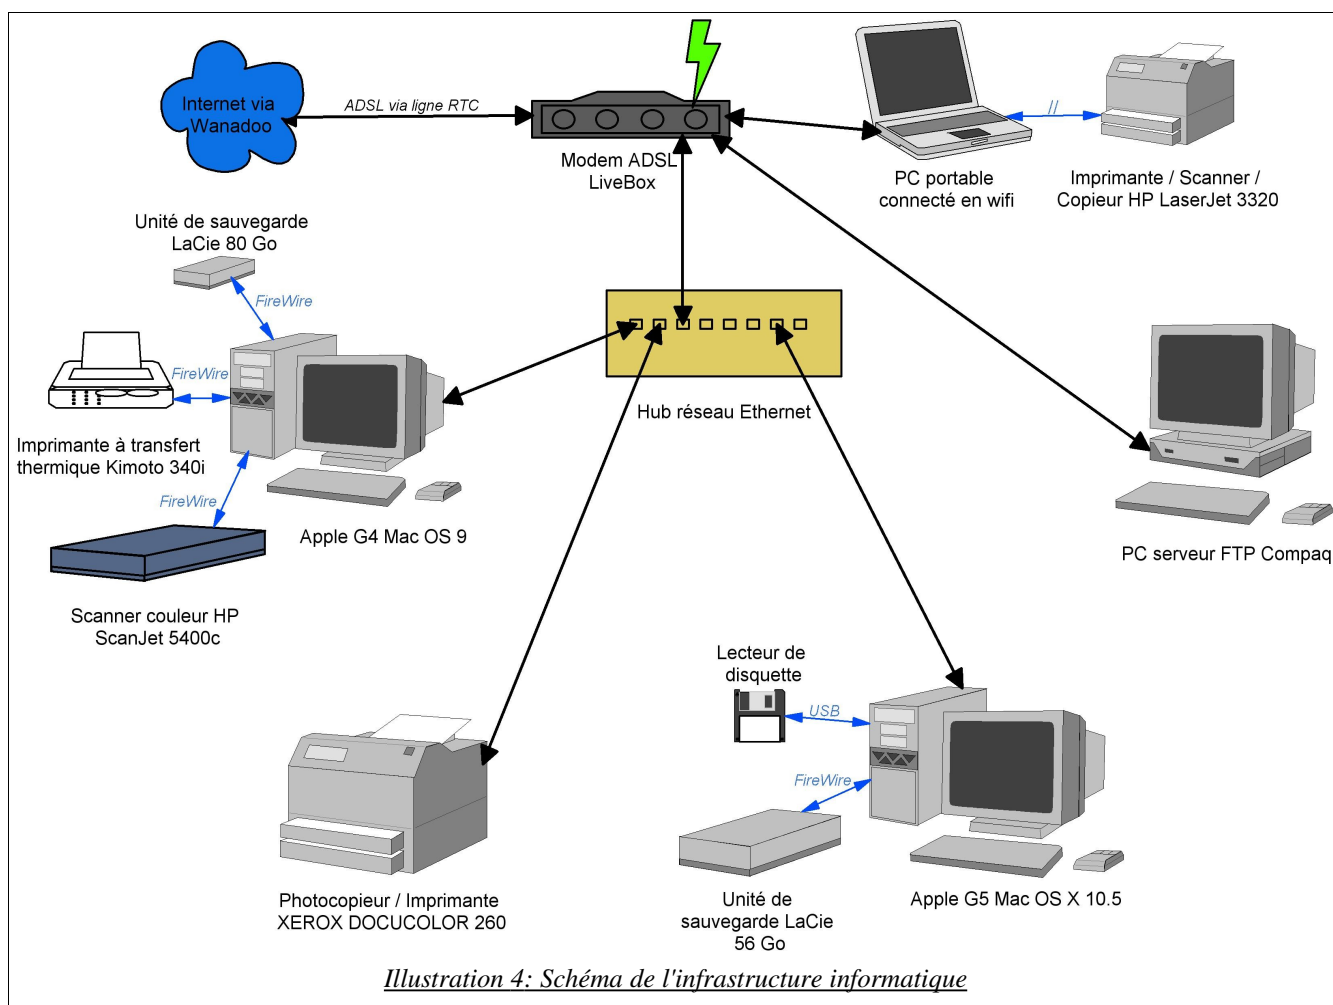 Internet via
Wanadoo
ADSL via ligne RTC
Modem ADSL
LiveBox
PC portable
connecté en wifi
//
Imprimante / Scanner /
Copieur HP LaserJet 3320
Unité de sauvegarde
LaCie 80 Go
FireWire
FireWire
Imprimante à transfert
thermique Kimoto 340i
FireWire
Apple G4 Mac OS 9
Scanner couleur HP
ScanJet 5400c
Hub réseau Ethernet
PC serveur FTP Compaq
Lecteur de
disquette
USB
FireWire
Photocopieur / Imprimante
XEROX DOCUCOLOR 260
Unité de
sauvegarde LaCie
56 Go
Apple G5 Mac OS X 10.5
Illustration 4: Schéma de l'infrastructure informatique